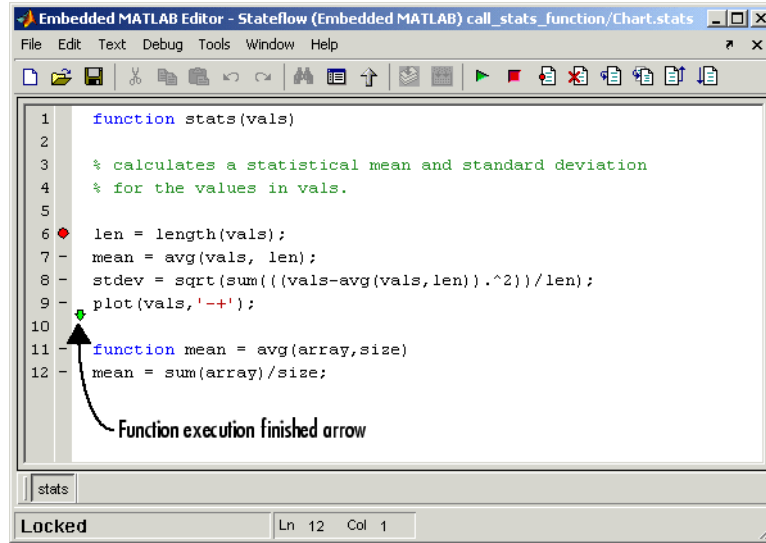 Embedded MATLAB Editor - Stateflow (Embedded MATLAB) call_stats_function/Chart.stats
File Edit Text Debug Tools Window Help
1 function stats(vals)
2
3 % calculates a statistical mean and standard deviation
4 % for the values in vals.
5
6 len = length(vals);
7 - mean = avg(vals, len);
8 - stdev = sqrt(sum(((vals-avg(vals,len)).^2))/len);
9 - plot(vals,'-+');
10
11 - function mean = avg(array,size)
12 - mean = sum(array)/size;
Function execution finished arrow
stats
Locked Ln 12 Col 1